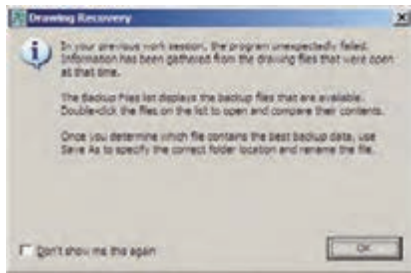 Drawing Recovery
In your previous work session, the program unexpectedly failed.
Information has been gathered from the drawing files that were open
at that time.
The Backup Files list displays the backup files that are available.
Double-click the files on the list to open and compare their contents.
Once you determine which file contains the best backup data, use
Save As to specify the correct folder location and rename the file.
Don't show me this again
OK